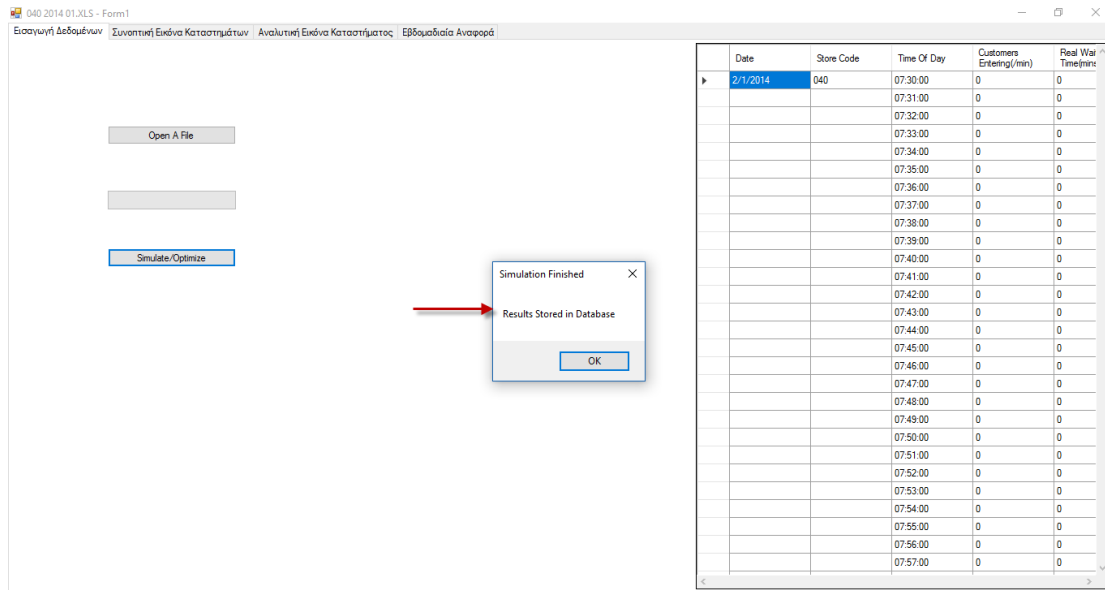 040 2014 01.XLS - Form1
Εισαγωγή Δεδομένων Συνοπτική Εικόνα Καταστημάτων Αναλυτική Εικόνα Καταστήματος Εβδομαδιαία Αναφορά
Open A File
Simulate/Optimize
Simulation Finished
Results Stored in Database
OK
Date Store Code Time Of Day Customers Entering(/min) Real Wai Time(mins
2/1/2014 040 07:30:00 0 0
07:31:00 0 0
07:32:00 0 0
07:33:00 0 0
07:34:00 0 0
07:35:00 0 0
07:36:00 0 0
07:37:00 0 0
07:38:00 0 0
07:39:00 0 0
07:40:00 0 0
07:41:00 0 0
07:42:00 0 0
07:43:00 0 0
07:44:00 0 0
07:45:00 0 0
07:46:00 0 0
07:47:00 0 0
07:48:00 0 0
07:49:00 0 0
07:50:00 0 0
07:51:00 0 0
07:52:00 0 0
07:53:00 0 0
07:54:00 0 0
07:55:00 0 0
07:56:00 0 0
07:57:00 0 0